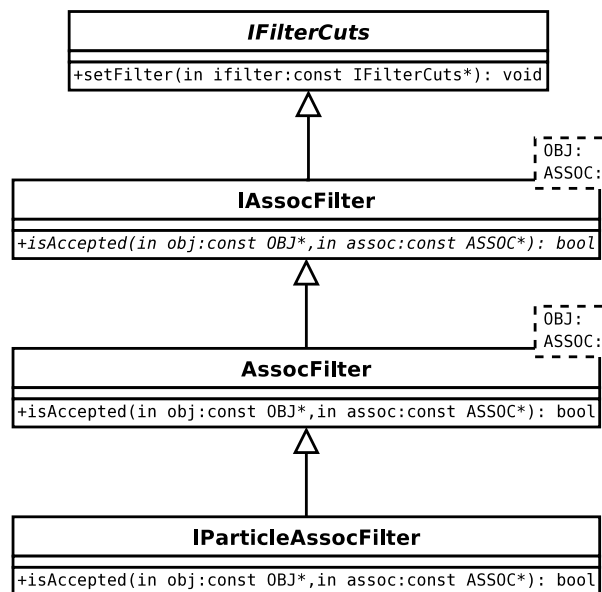 IFilterCuts
+setFilter(in ifilter:const IFilterCuts*): void
OBJ:
ASSOC:
IAssocFilter
+isAccepted(in obj:const OBJ*,in assoc:const ASSOC*): bool
OBJ:
ASSOC:
AssocFilter
+isAccepted(in obj:const OBJ*,in assoc:const ASSOC*): bool
IParticleAssocFilter
+isAccepted(in obj:const OBJ*,in assoc:const ASSOC*): bool